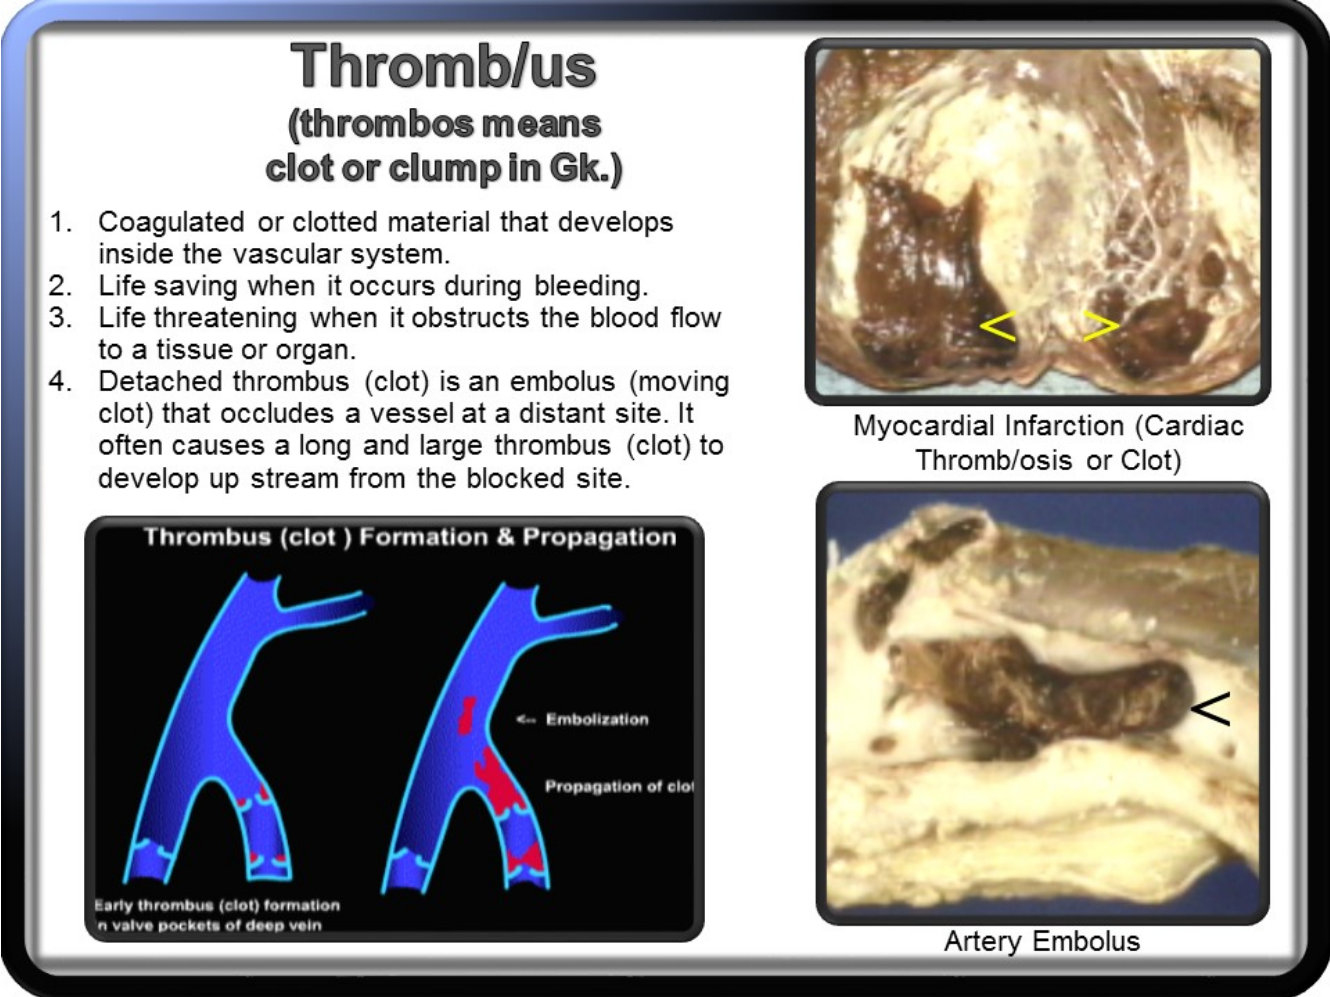 Thromb/us
(thrombos means
clot or clump in Gk.)
1. Coagulated or clotted material that develops
inside the vascular system.
2. Life saving when it occurs during bleeding.
3. Life threatening when it obstructs the blood flow
to a tissue or organ.
4. Detached thrombus (clot) is an embolus (moving
clot) that occludes a vessel at a distant site. It
often causes a long and large thrombus (clot) to
develop up stream from the blocked site.
Thrombus (clot ) Formation & Propagation
<-- Embolization
Propagation of clot
Early thrombus (clot) formation
n valve pockets of deep vein
< >
Myocardial Infarction (Cardiac
Thromb/osis or Clot)
<
Artery Embolus